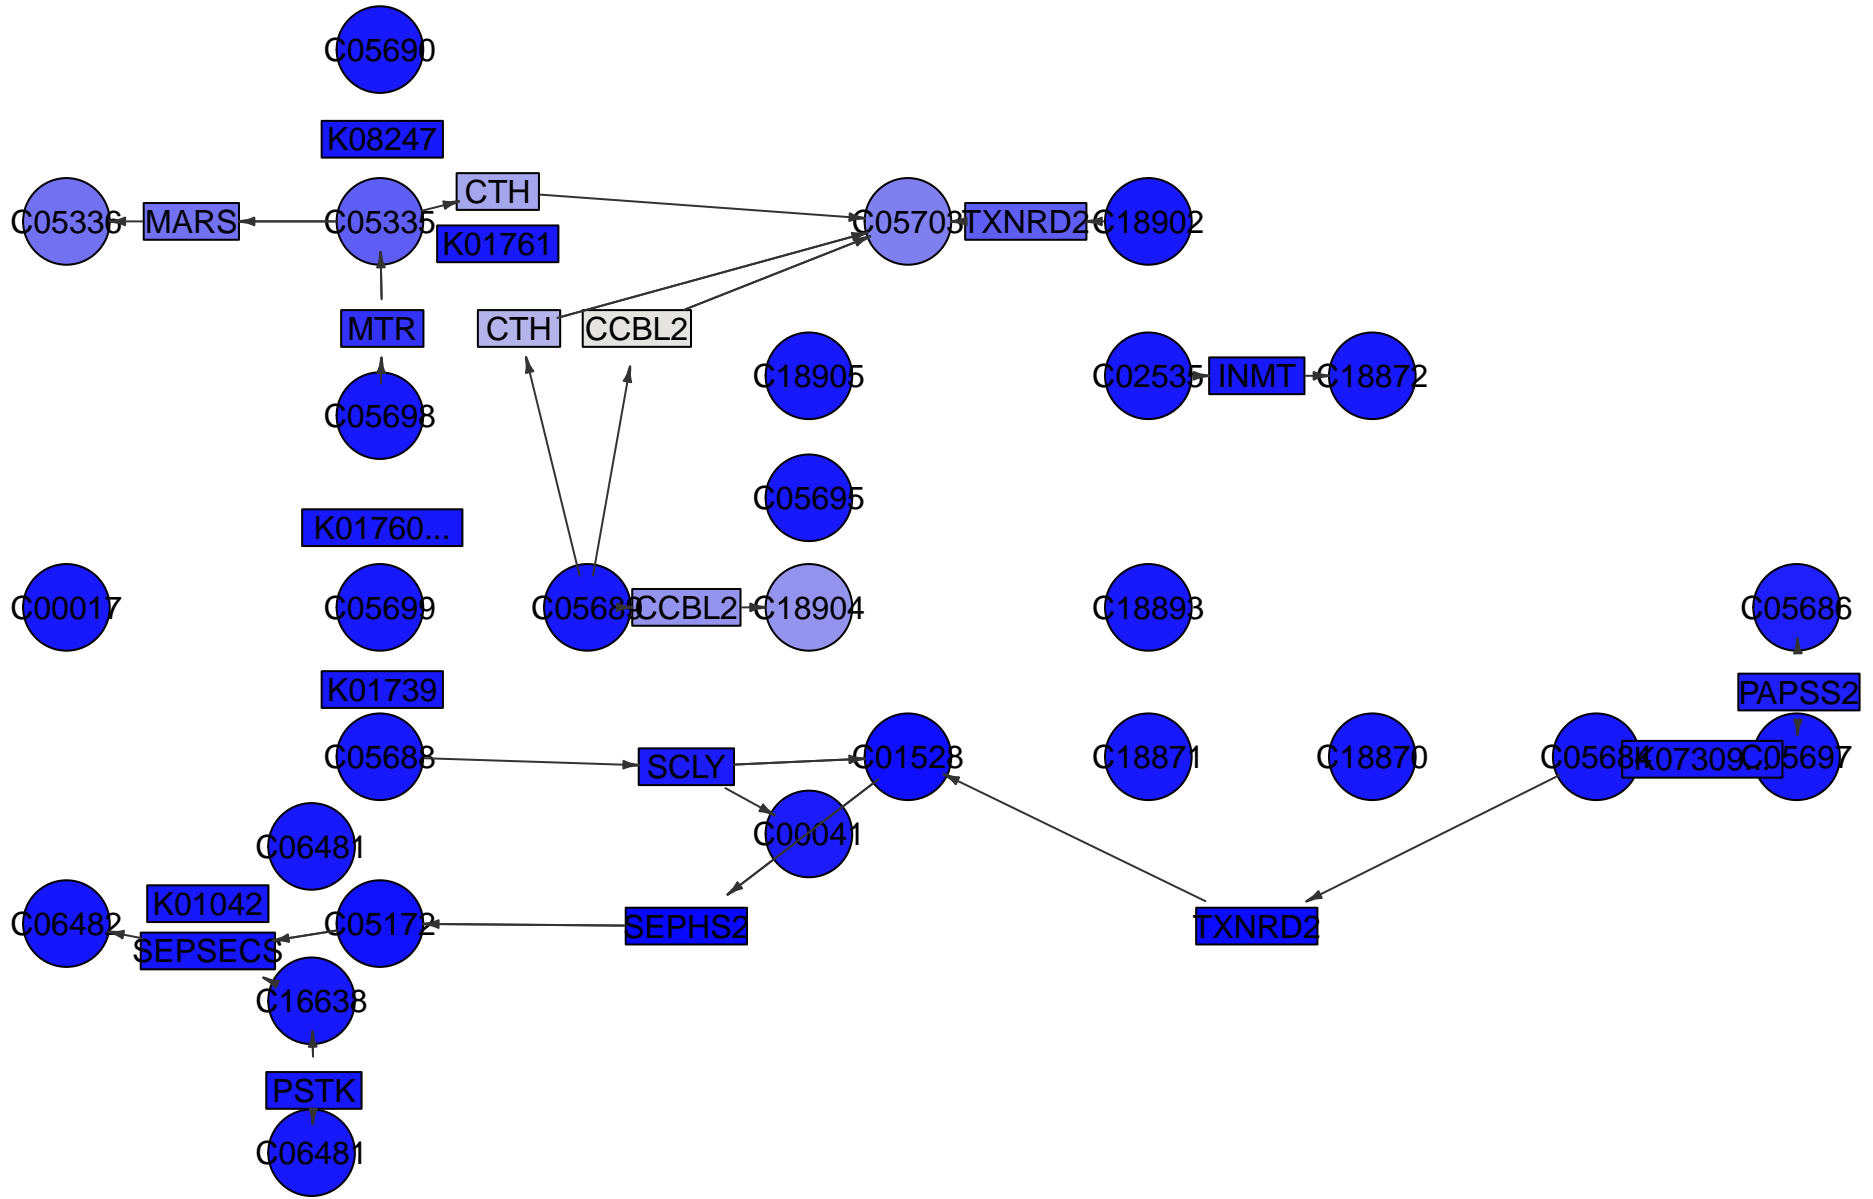 C05690
K08247
CTH
C05336
MARS
C05335
C05703
TXNRD2
C18902
K01761
MTR
CTH
CCBL2
C18905
C02535
INMT
C18872
C05698
C05695
K01760...
C00017
C05699
C05689
CCBL2
C18904
C18893
C05686
K01739
PAPSS2
C05688
SCLY
C01528
C18871
C18870
C05684
K07309...
C05697
C00041
C06481
K01042
C06482
C05172
SEPHS2
TXNRD2
SEPSECS
C16638
PSTK
C06481